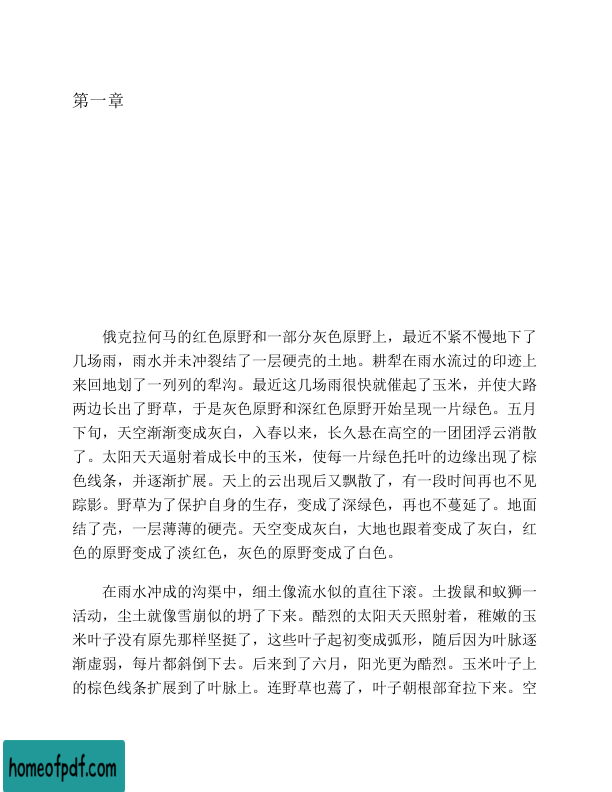 第一章
俄克拉何马的红色原野和一部分灰色原野上，最近不紧不慢地下了
几场雨，雨水并未冲裂结了一层硬壳的土地。耕犁在雨水流过的印迹上
来回地划了一列列的犁沟。最近这几场雨很快就催起了玉米，并使大路
两边长出了野草，于是灰色原野和深红色原野开始呈现一片绿色。五月
下旬，天空渐渐变成灰白，入春以来，长久悬在高空的一团团浮云消散
了。太阳天天逼射着成长中的玉米，使每一片绿色托叶的边缘出现了棕
色线条，并逐渐扩展。天上的云出现后又飘散了，有一段时间再也不见
踪影。野草为了保护自身的生存，变成了深绿色，再也不蔓延了。地面
结了壳，一层薄薄的硬壳。天空变成灰白，大地也跟着变成了灰白，红
色的原野变成了淡红色，灰色的原野变成了白色。
在雨水冲成的沟渠中，细土像流水似的直往下滚。土拨鼠和蚁狮一
活动，尘土就像雪崩似的坍了下来。酷烈的太阳天天照射着，稚嫩的玉
米叶子没有原先那样坚挺了，这些叶子起初变成弧形，随后因为叶脉逐
渐虚弱，每片都斜倒下去。后来到了六月，阳光更为酷烈。玉米叶子上
的棕色线条扩展到了叶脉上。连野草也蔫了，叶子朝根部耷拉下来。空
homeofpdf.com